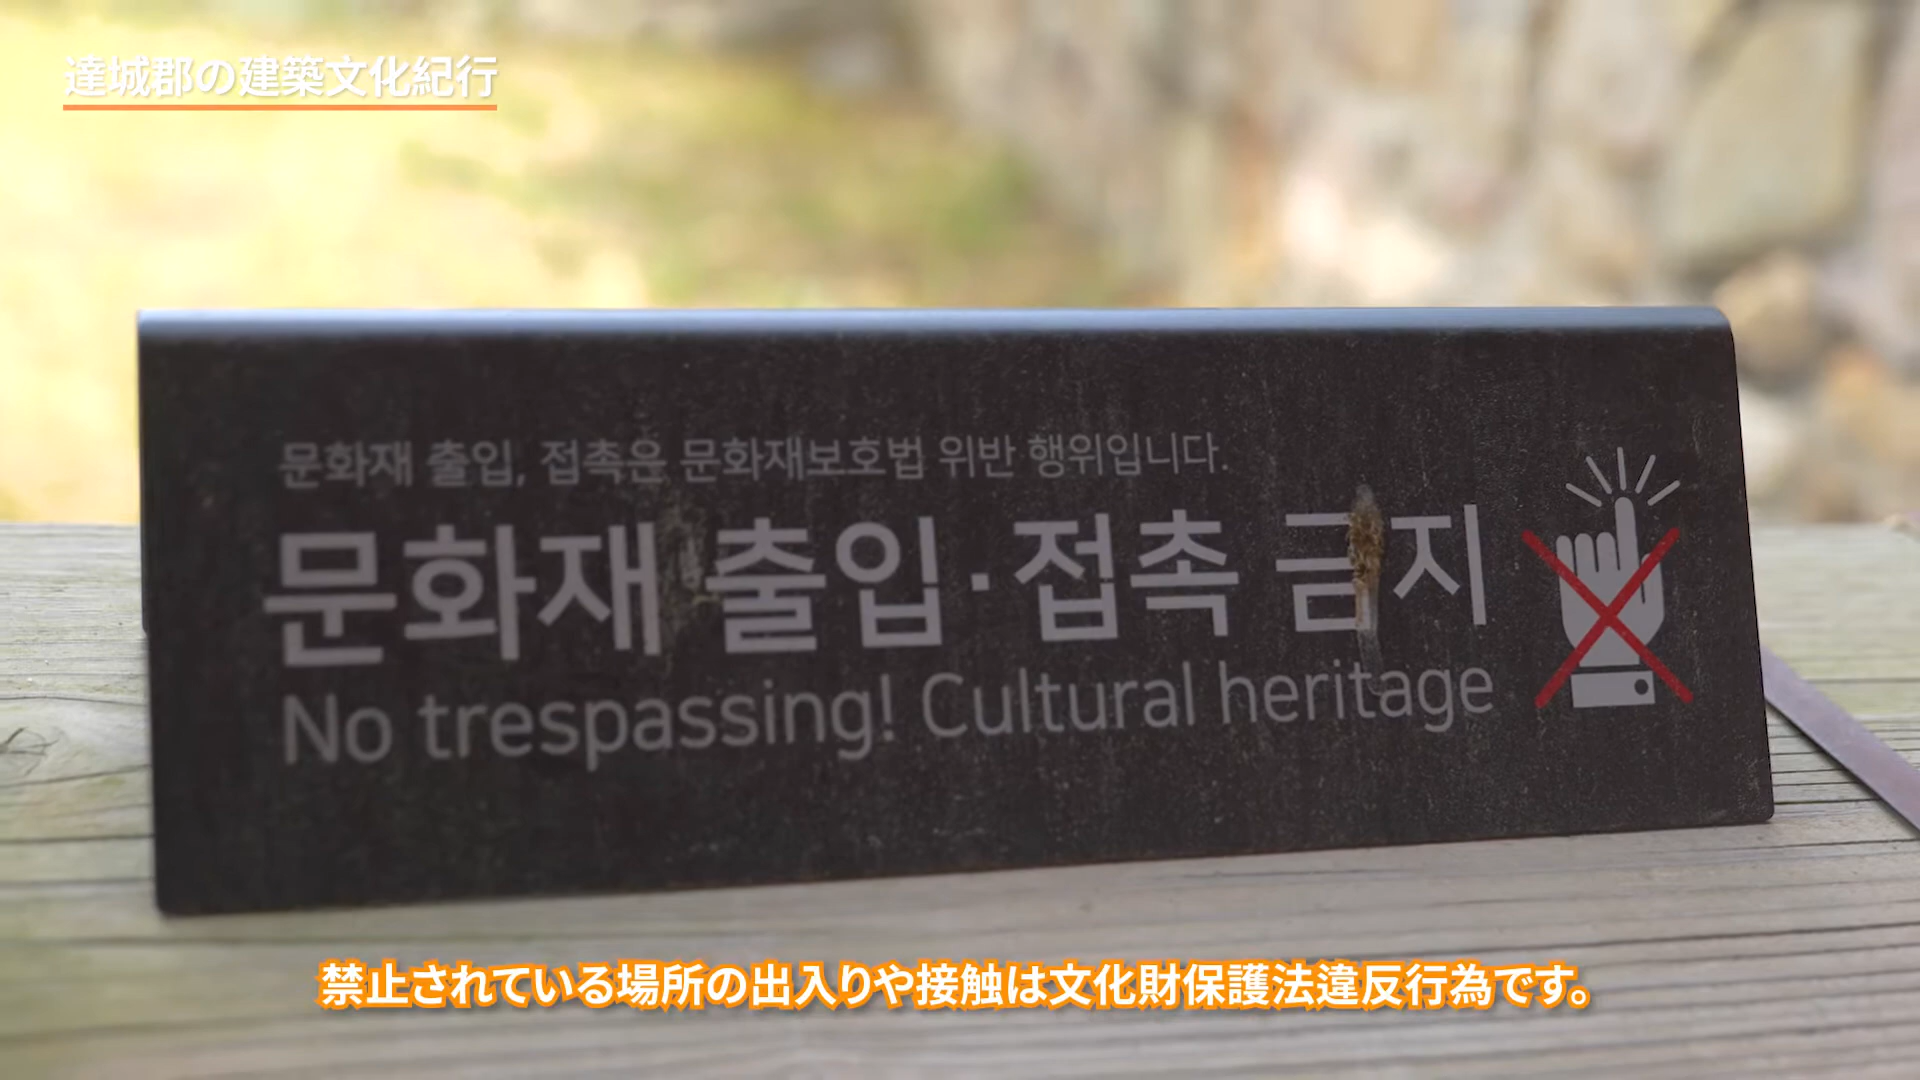 達城郡の建築文化紀行
문화재 출입, 접촉은 문화재보호법 위반 행위입니다.
문화재 출입·접촉 금지
No trespassing! Cultural heritage
禁止されている場所の出入りや接触は文化財保護法違反行為です。